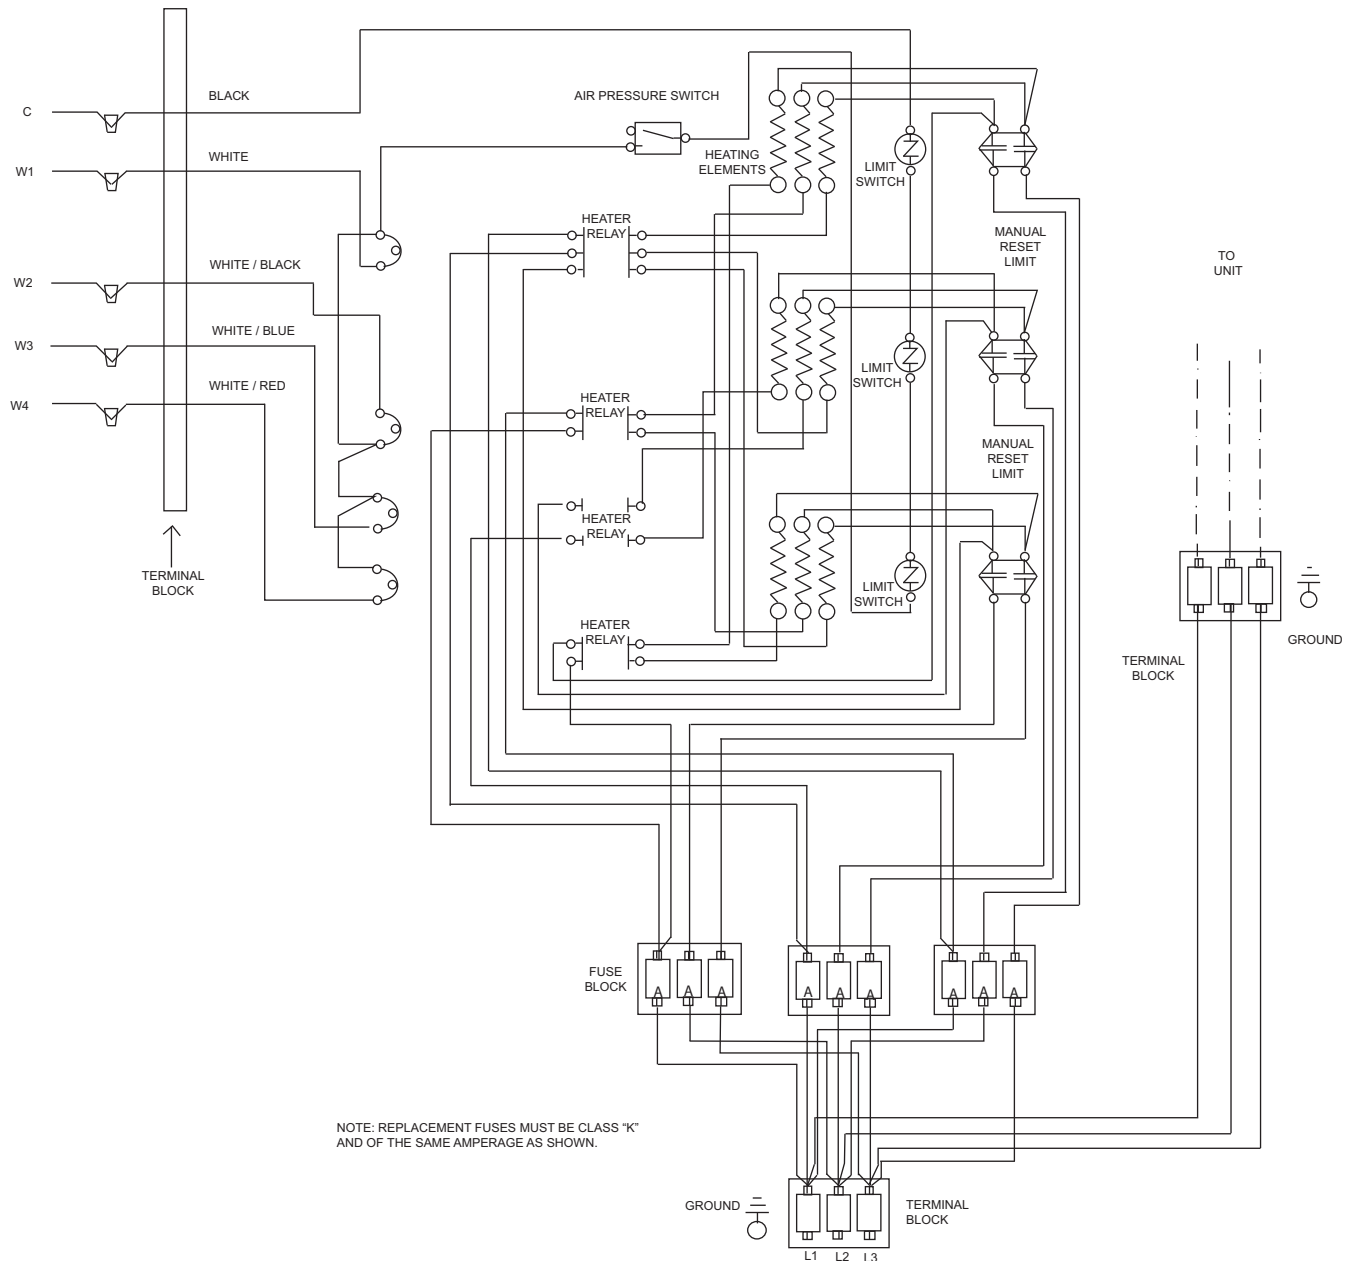 C
BLACK
W1
WHITE
W2
WHITE / BLACK
W3
WHITE / BLUE
W4
WHITE / RED
TERMINAL
BLOCK
AIR PRESSURE SWITCH
HEATING
ELEMENTS
LIMIT
SWITCH
MANUAL
RESET
LIMIT
HEATER
RELAY
LIMIT
SWITCH
MANUAL
RESET
LIMIT
HEATER
RELAY
HEATER
RELAY
LIMIT
SWITCH
HEATER
RELAY
TO
UNIT
GROUND
TERMINAL
BLOCK
FUSE
BLOCK
A A A
A A A
A A A
NOTE: REPLACEMENT FUSES MUST BE CLASS “K”
AND OF THE SAME AMPERAGE AS SHOWN.
GROUND
TERMINAL
BLOCK
L1 L2 L3